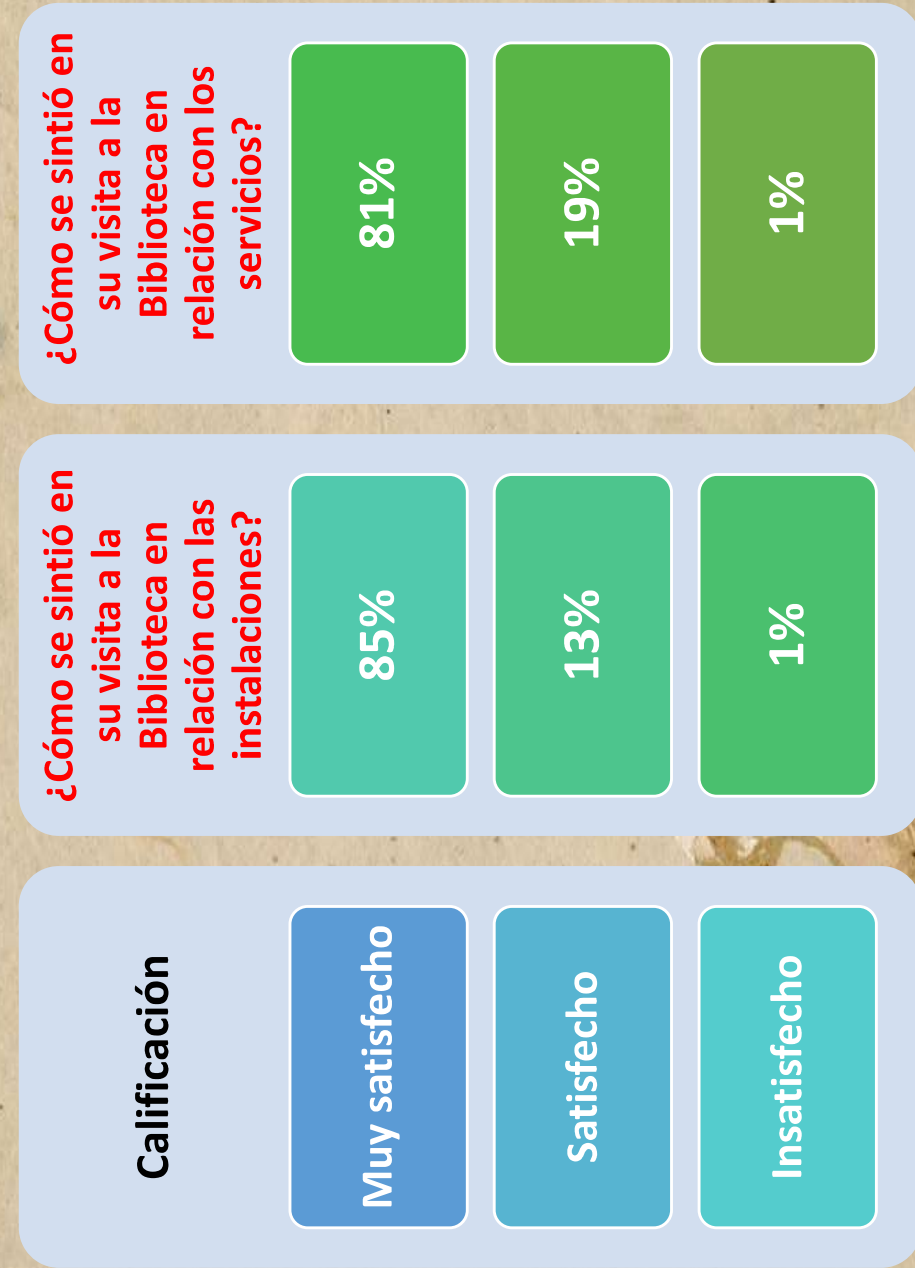 Calificación
Muy satisfecho
Satisfecho
Insatisfecho
¿Cómo se sintió en
su visita a la
Biblioteca en
relación con las
instalaciones?
85%
13%
1%
¿Cómo se sintió en
su visita a la
Biblioteca en
relación con los
servicios?
81%
19%
1%